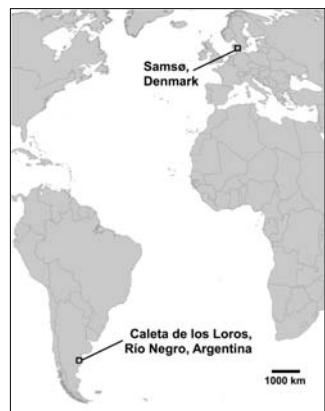 Samsø,
Denmark
Caleta de los Loros,
Río Negro, Argentina
1000 km